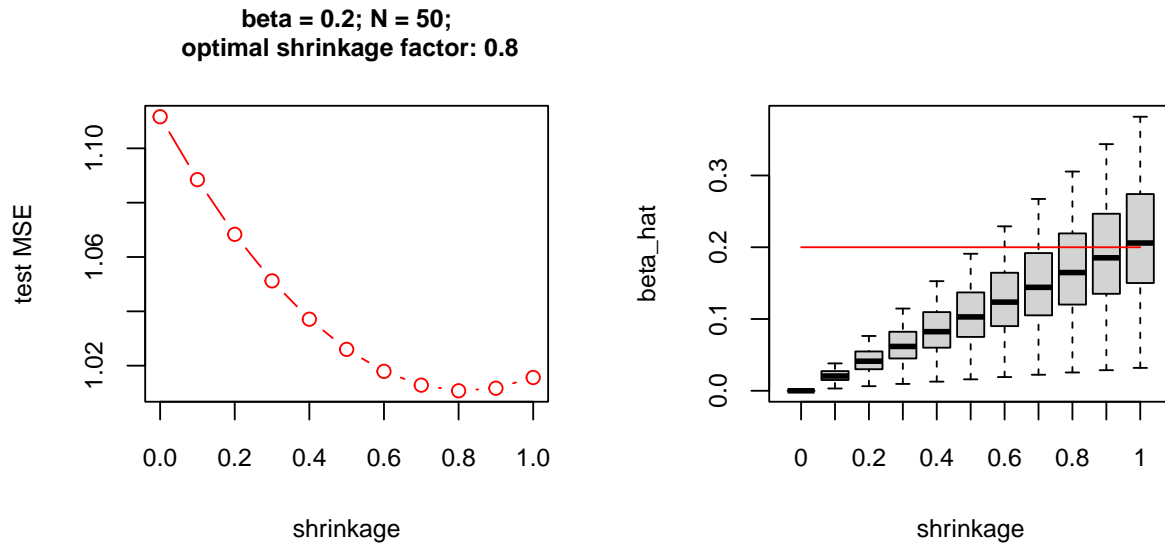 beta = 0.2; N = 50;
optimal shrinkage factor: 0.8
test MSE
1.10
1.06
1.02
0.0 0.2 0.4 0.6 0.8 1.0
shrinkage
beta_hat
0.3
0.2
0.1
0.0
0 0.2 0.4 0.6 0.8 1
shrinkage